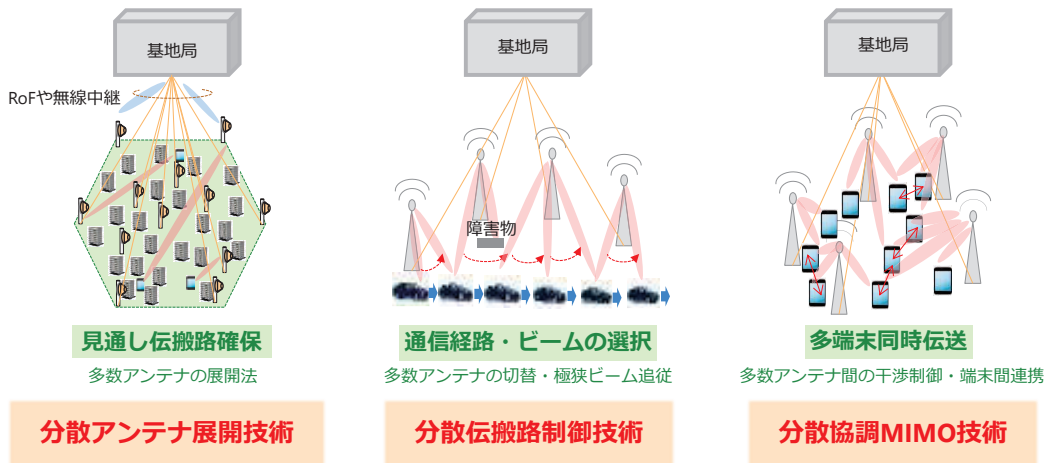 基地局
RoFや無線中継
見通し伝搬路確保
多数アンテナの展開法
分散アンテナ展開技術
基地局
障害物
通信経路・ビームの選択
多数アンテナの切替・極狭ビーム追従
分散伝搬路制御技術
基地局
多端末同時伝送
多数アンテナ間の干渉制御・端末間連携
分散協調MIMO技術